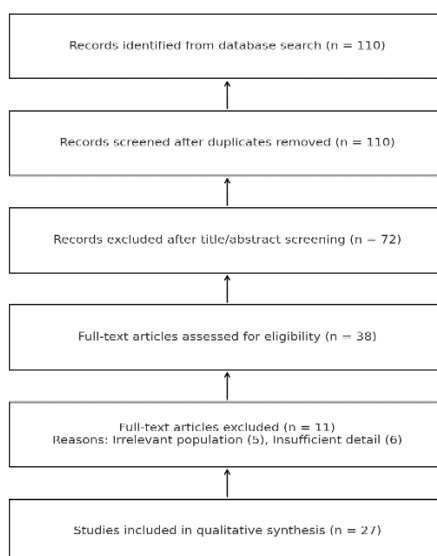 Records identified from database search (n = 110)
Records screened after duplicates removed (n = 110)
Records excluded after title/abstract screening (n = 72)
Full-text articles assessed for eligibility (n = 38)
Full-text articles excluded (n = 11)
Reasons: Irrelevant population (5), Insufficient detail (6)
Studies included in qualitative synthesis (n = 27)